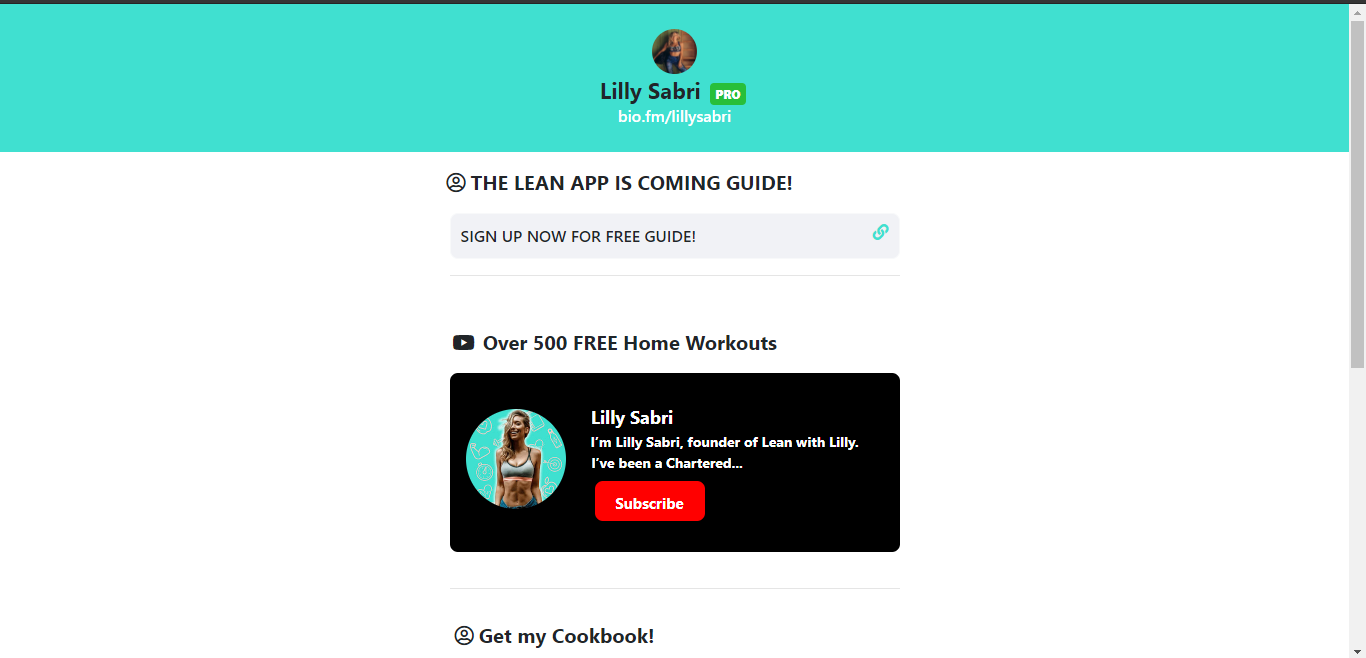 Lilly Sabri PRO
bio.fm/lillysabri
THE LEAN APP IS COMING GUIDE!
SIGN UP NOW FOR FREE GUIDE!
Over 500 FREE Home Workouts
Lilly Sabri
I’m Lilly Sabri, founder of Lean with Lilly.
I’ve been a Chartered...
Subscribe
Get my Cookbook!